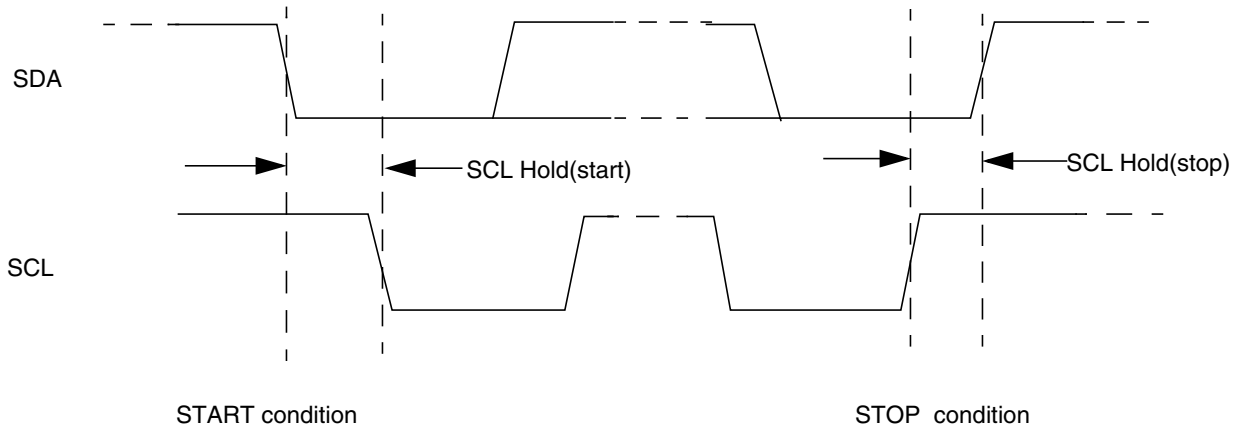 SDA
SCL Hold(start)
SCL Hold(stop)
SCL
START condition
STOP condition